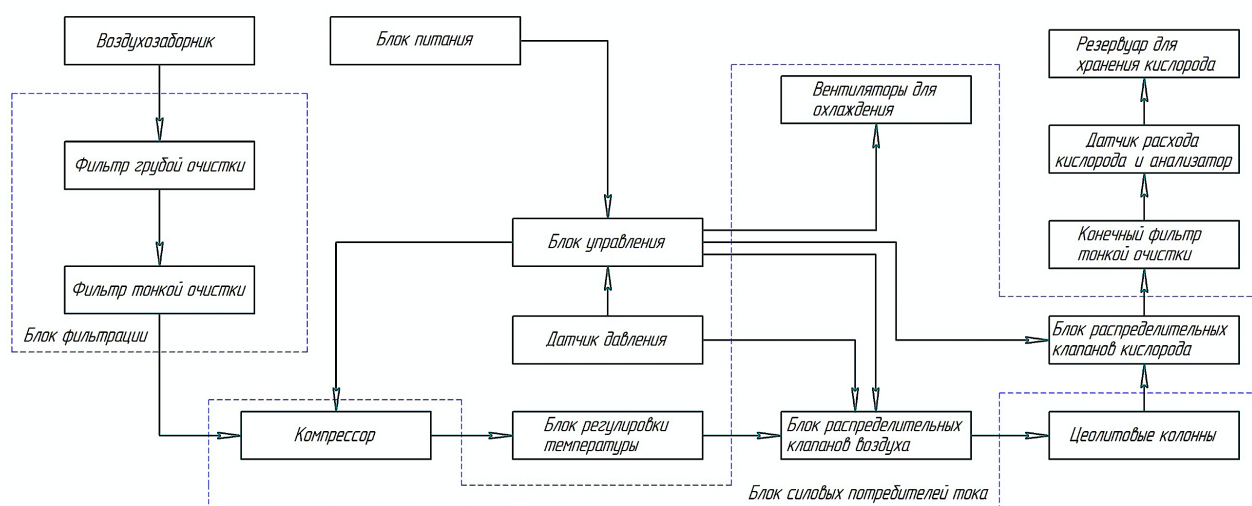 Воздухозаборник
Блок питания
Резервуар для
хранения кислорода
Вентиляторы для
охлаждения
Датчик расхода
кислорода и анализатор
Фильтр грубой очистки
Блок управления
Конечный фильтр
тонкой очистки
Фильтр тонкой очистки
Блок фильтрации
Датчик давления
Блок распределительных
клапанов кислорода
Компрессор
Блок регулировки
температуры
Блок распределительных
клапанов воздуха
Цеолитовые колонны
Блок силовых потребителей тока